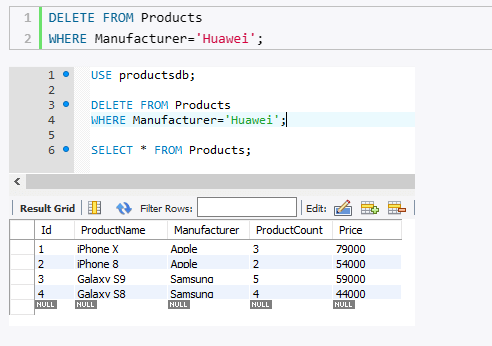 1 DELETE FROM Products
2 WHERE Manufacturer='Huawei';
1 USE productsdb;
2
3 DELETE FROM Products
4 WHERE Manufacturer='Huawei';
5
6 SELECT * FROM Products;
<
Result Grid Filter Rows: Edit:
Id ProductName Manufacturer ProductCount Price
1 iPhone X Apple 3 79000
2 iPhone 8 Apple 2 54000
3 Galaxy S9 Samsung 5 59000
4 Galaxy S8 Samsung 4 44000
NULL NULL NULL NULL NULL